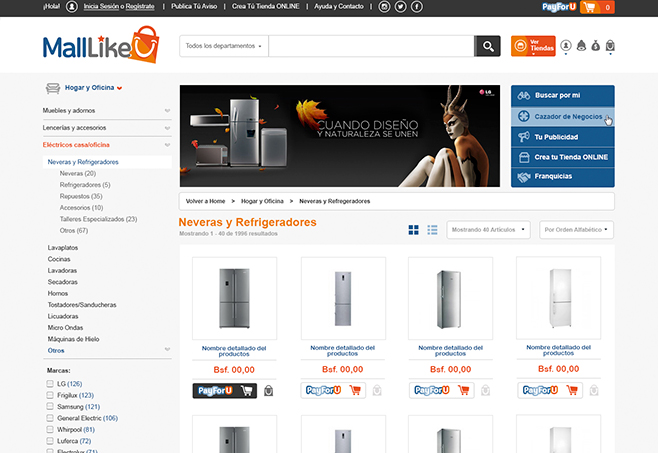 ¡Hola! Inicia Sesión o Regístrate | Publica Tú Aviso | Crea Tú Tienda ONLINE | Ayuda y Contacto | PayForU 0
MallLikeU
Todos los departamentos
Ver Tiendas
Hogar y Oficina
Muebles y adornos
Lencerías y accesorios
Eléctricos casa/oficina
Neveras y Refrigeradores
Neveras (20)
Refrigeradores (5)
Repuestos (35)
Accesorios (10)
Talleres Especializados (23)
Otros (67)
Lavaplatos
Cocinas
Lavadoras
Secadoras
Hornos
Tostadores/Sanducheras
Licuadoras
Micro Ondas
Máquinas de Hielo
Otros
Marcas:
LG (126)
Frigilux (123)
Samsung (121)
General Electric (106)
Whirpool (81)
Luferca (72)
Electrolux (71)
LG
CUANDO DISEÑO
Y NATURALEZA SE UNEN
Buscar por mi
Cazador de Negocios
Tu Publicidad
Crea tu Tienda ONLINE
Franquicias
Volver a Home > Hogar y Oficina > Neveras y Refregeradores
Neveras y Refrigeradores
Mostrando 1 - 40 de 1996 resultados
Mostrando 40 Artículos
Por Orden Alfabético
Nombre detallado del productos
Bsf. 00,00
PayForU
Nombre detallado del productos
Bsf. 00,00
PayForU
Nombre detallado del productos
Bsf. 00,00
PayForU
Nombre detallado del productos
Bsf. 00,00
PayForU